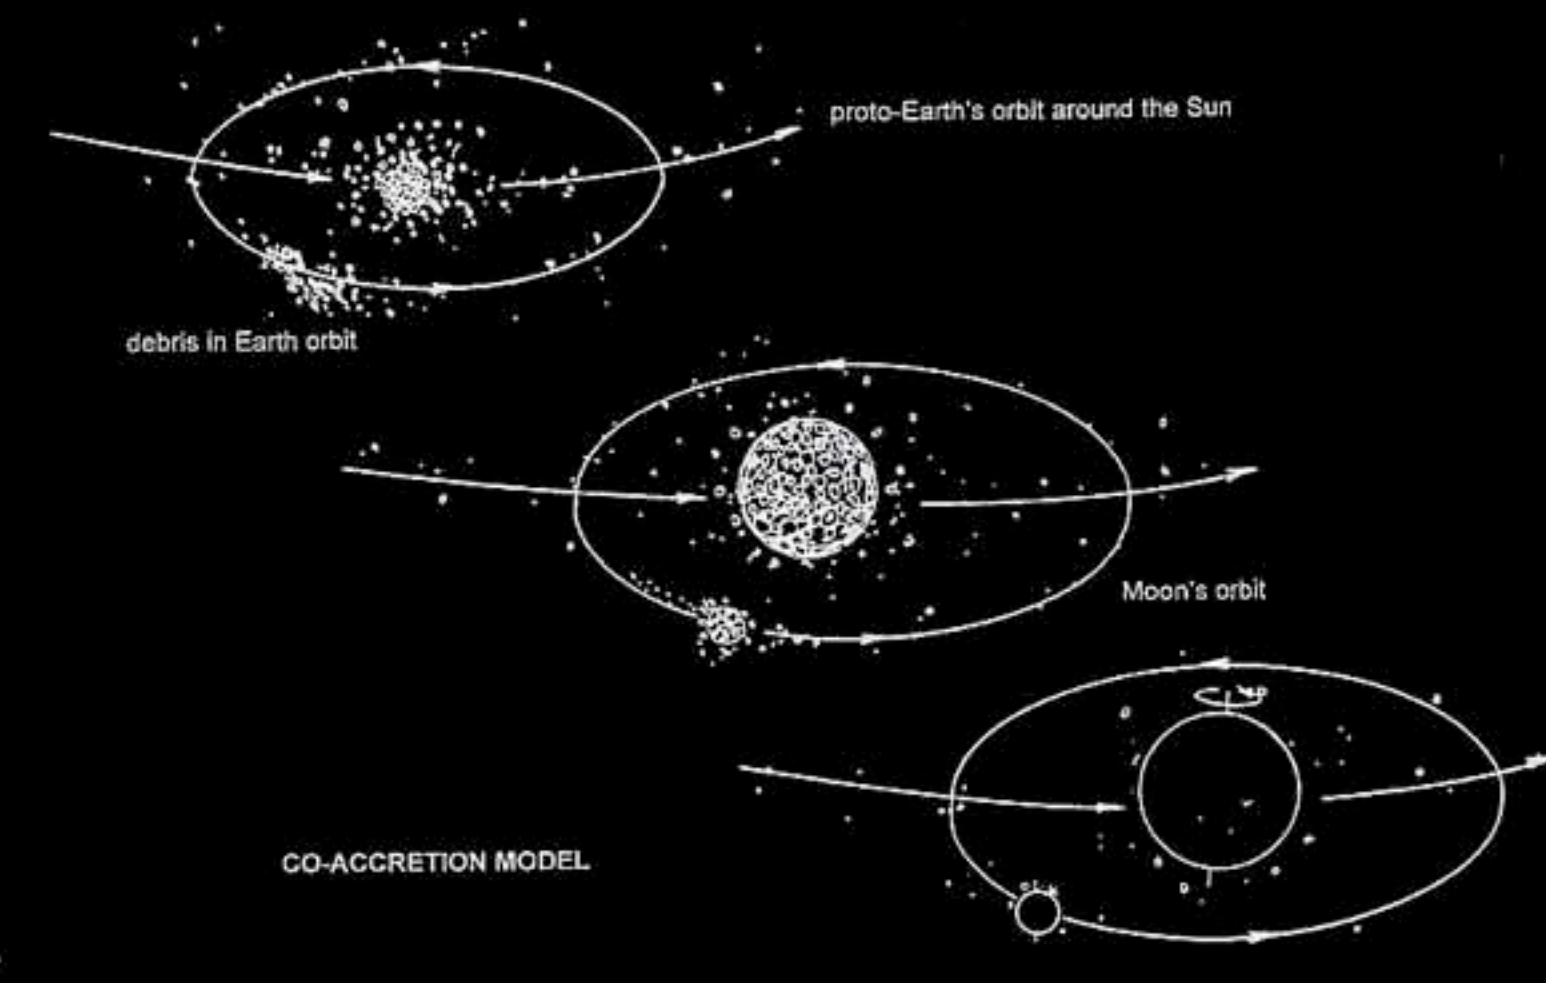 proto-Earth's orbit around the Sun
debris in Earth orbit
Moon's orbit
CO-ACCRETION MODEL